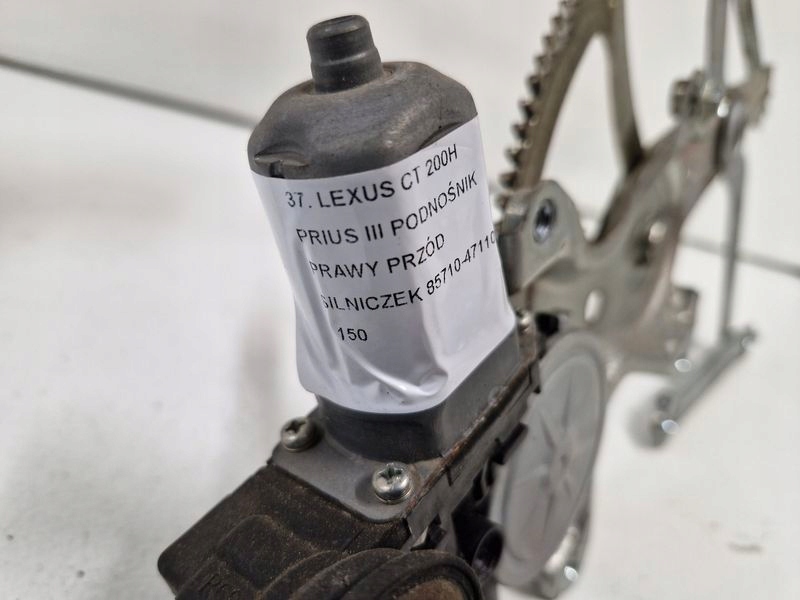 37. LEXUS CT 200H
PRIUS III PODNOŚNIK
PRAWY PRZÓD
SILNICZEK 85710-47110
150